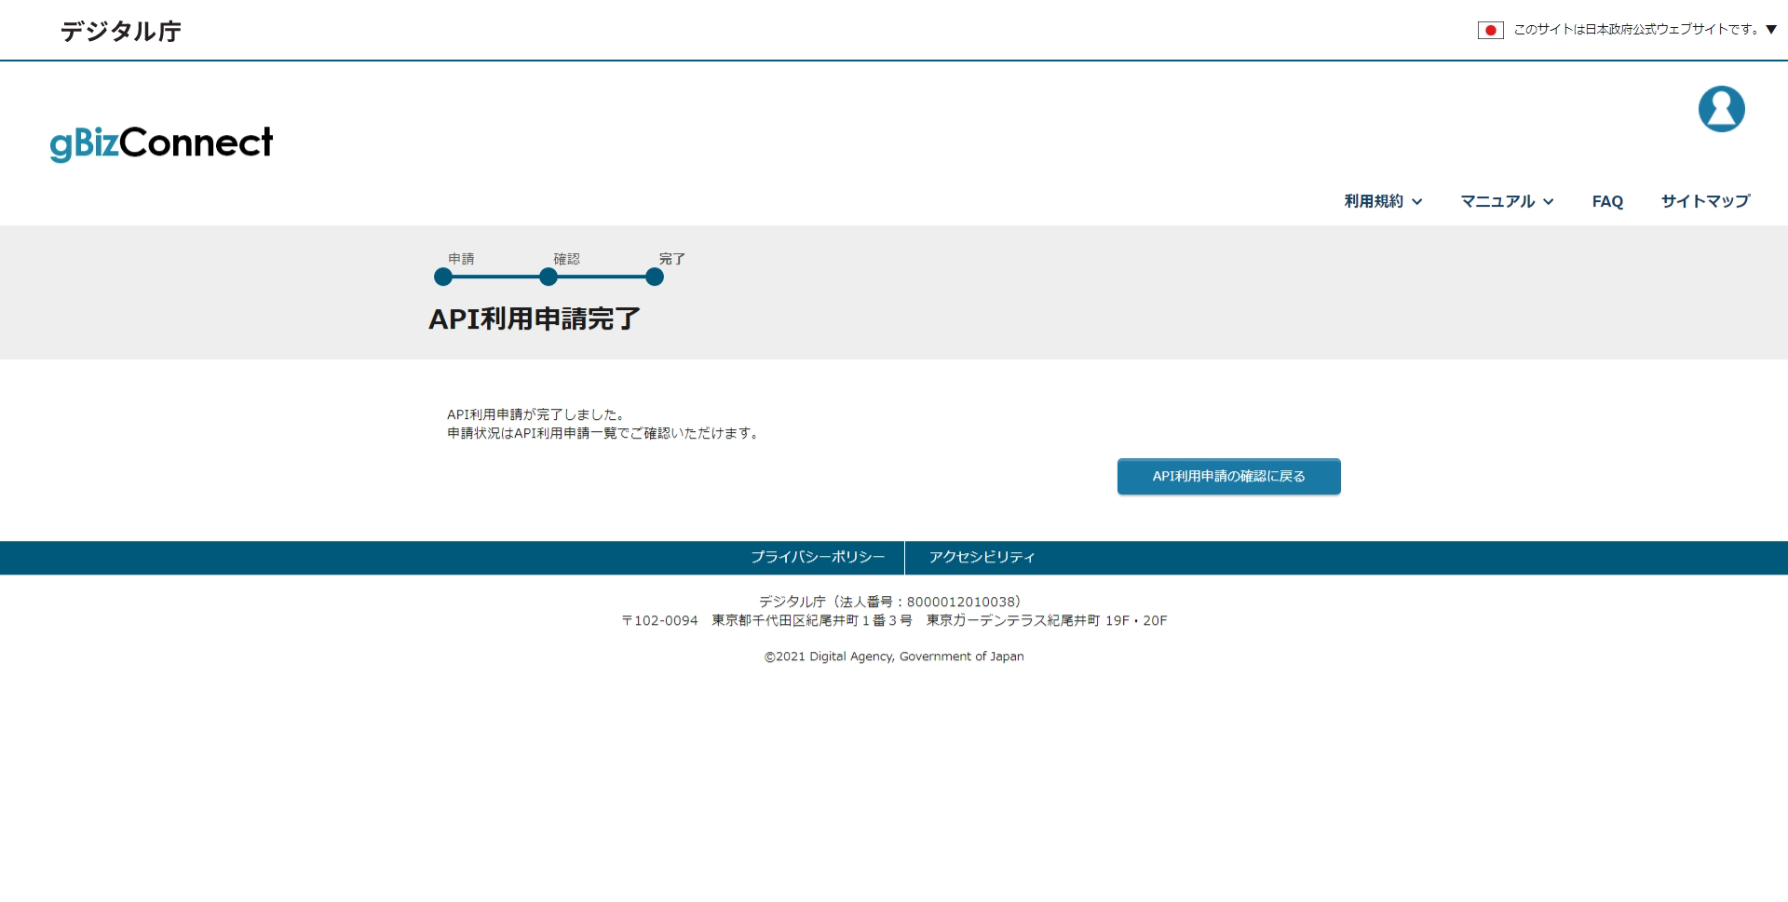 デジタル庁
このサイトは日本政府公式ウェブサイトです。▼
gBizConnect
利用規約 マニュアル FAQ サイトマップ
申請 確認 完了
API利用申請完了
API利用申請が完了しました。
申請状況はAPI利用申請一覧でご確認いただけます。
API利用申請の確認に戻る
プライバシーポリシー アクセシビリティ
デジタル庁（法人番号：8000012010038）
〒102-0094　東京都千代田区紀尾井町１番３号　東京ガーデンテラス紀尾井町 19F・20F
©2021 Digital Agency, Government of Japan